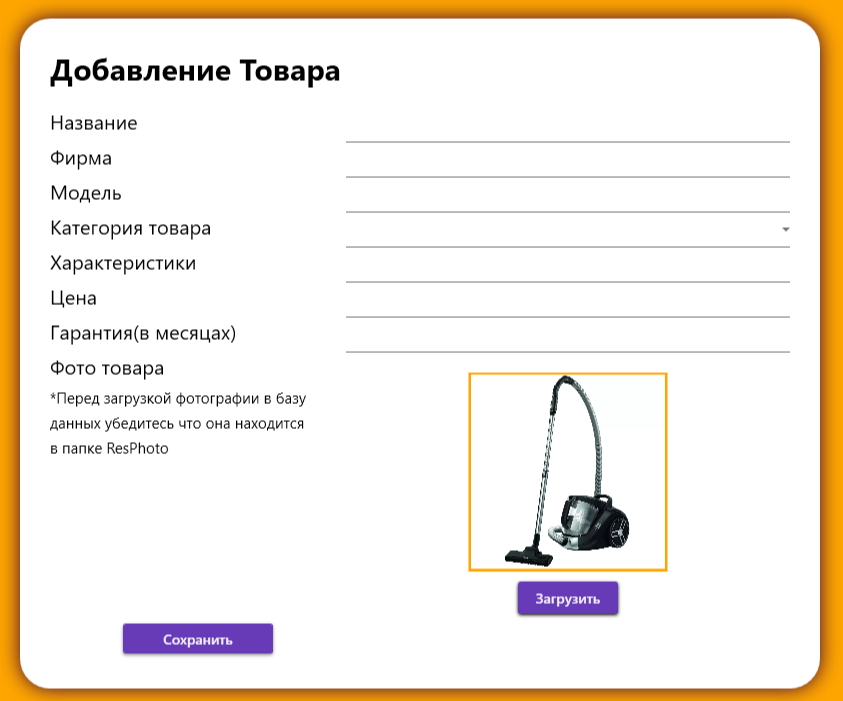 Добавление Товара
Название
Фирма
Модель
Категория товара
Характеристики
Цена
Гарантия(в месяцах)
Фото товара
*Перед загрузкой фотографии в базу
данных убедитесь что она находится
в папке ResPhoto
Загрузить
Сохранить